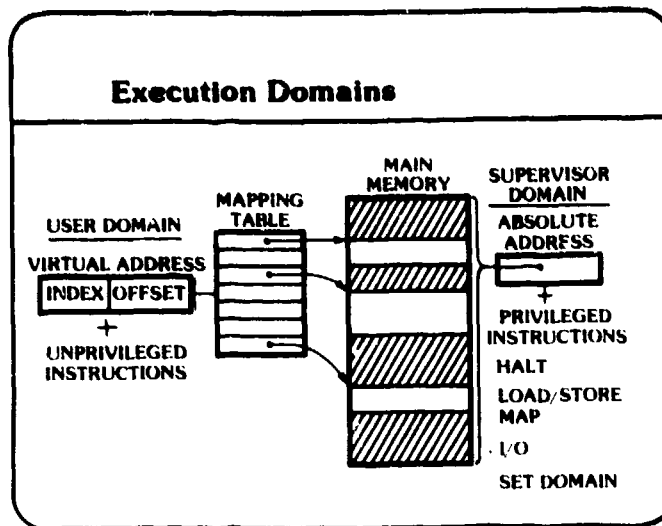 Execution Domains
USER DOMAIN
VIRTUAL ADDRESS
INDEX OFFSET
+
UNPRIVILEGED
INSTRUCTIONS
MAPPING
TABLE
MAIN
MEMORY
SUPERVISOR
DOMAIN
ABSOLUTE
ADDRESS
+
PRIVILEGED
INSTRUCTIONS
HALT
LOAD/STORE
MAP
I/O
SET DOMAIN